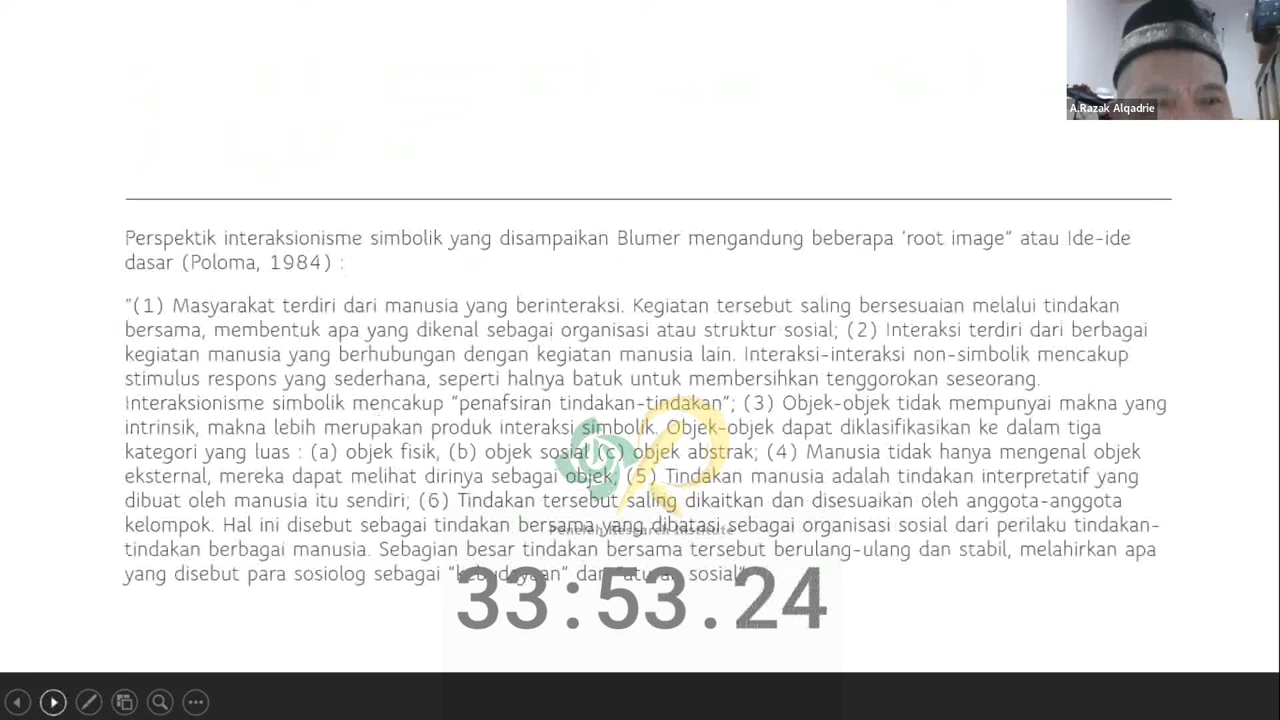 A.Razak Alqadrie
Perspektik interaksionisme simbolik yang disampaikan Blumer mengandung beberapa ‘root image” atau Ide-ide
dasar (Poloma, 1984) :
”(1) Masyarakat terdiri dari manusia yang berinteraksi. Kegiatan tersebut saling bersesuaian melalui tindakan
bersama, membentuk apa yang dikenal sebagai organisasi atau struktur sosial; (2) Interaksi terdiri dari berbagai
kegiatan manusia yang berhubungan dengan kegiatan manusia lain. Interaksi-interaksi non-simbolik mencakup
stimulus respons yang sederhana, seperti halnya batuk untuk membersihkan tenggorokan seseorang.
Interaksionisme simbolik mencakup “penafsiran tindakan-tindakan”; (3) Objek-objek tidak mempunyai makna yang
intrinsik, makna lebih merupakan produk interaksi simbolik. Objek-objek dapat diklasifikasikan ke dalam tiga
kategori yang luas : (a) objek fisik, (b) objek sosial (c) objek abstrak; (4) Manusia tidak hanya mengenal objek
eksternal, mereka dapat melihat dirinya sebagai objek; (5) Tindakan manusia adalah tindakan interpretatif yang
dibuat oleh manusia itu sendiri; (6) Tindakan tersebut saling dikaitkan dan disesuaikan oleh anggota-anggota
kelompok. Hal ini disebut sebagai tindakan bersama yang dibatasi sebagai organisasi sosial dari perilaku tindakan-
Peneleh Research Institute
tindakan berbagai manusia. Sebagian besar tindakan bersama tersebut berulang-ulang dan stabil, melahirkan apa
yang disebut para sosiolog sebagai “kebudayaan” dan “aturan sosial”
33:53.24